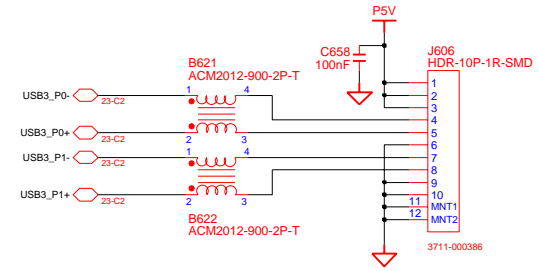 P5V
C658
100nF
J606
HDR-10P-1R-SMD
B621
ACM2012-900-2P-T
USB3_P0-
23-C2
1
4
USB3_P0+
23-C2
2
3
USB3_P1-
23-C2
1
4
USB3_P1+
23-C2
2
3
B622
ACM2012-900-2P-T
1
2
3
4
5
6
7
8
9
10
11 MNT1
12 MNT2
3711-000386